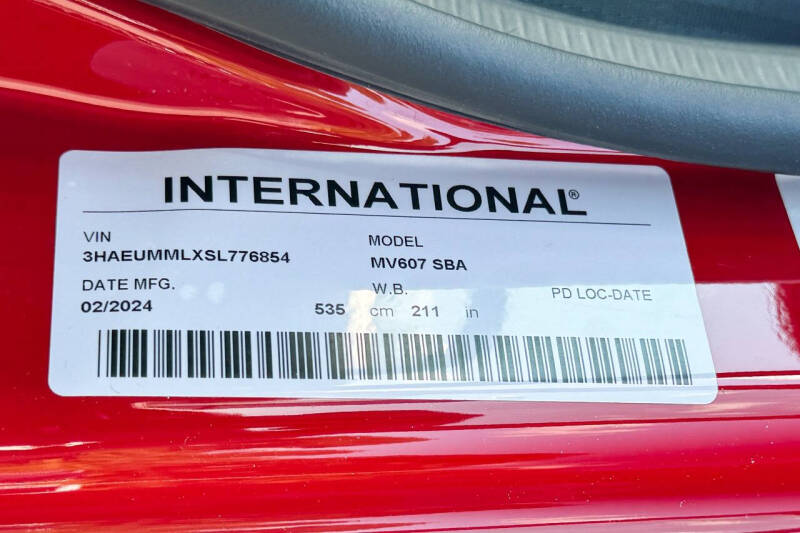 INTERNATIONAL®
VIN
3HAEUMMLXSL776854
MODEL
MV607 SBA
DATE MFG.
02/2024
W.B.
535 cm 211 in
PD LOC-DATE